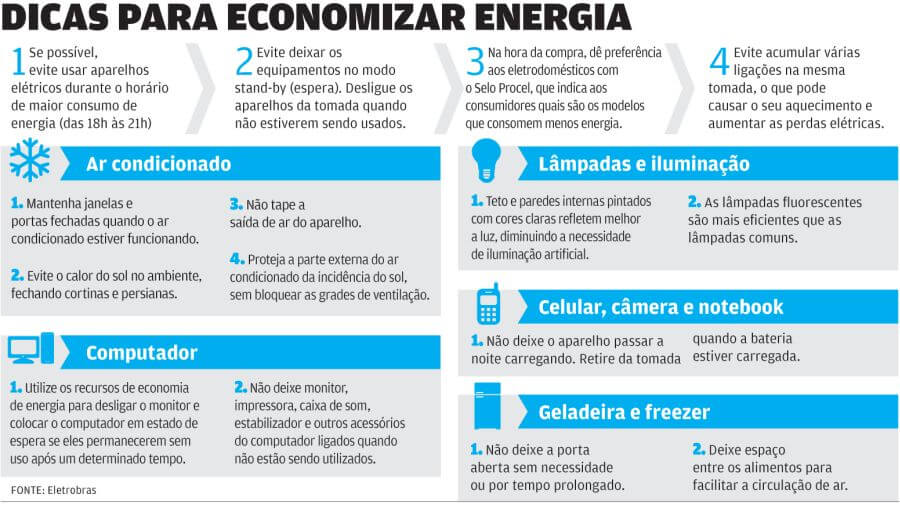 DICAS PARA ECONOMIZAR ENERGIA
1 Se possível,
evite usar aparelhos
elétricos durante o horário
de maior consumo de
energia (das 18h às 21h)
2 Evite deixar os
equipamentos no modo
stand-by (espera). Desligue os
aparelhos da tomada quando
não estiverem sendo usados.
3 Na hora da compra, dê preferência
aos eletrodomésticos com
o Selo Procel, que indica aos
consumidores quais são os modelos
que consomem menos energia.
4 Evite acumular várias
ligações na mesma
tomada, o que pode
causar o seu aquecimento e
aumentar as perdas elétricas.
Ar condicionado
1. Mantenha janelas e
portas fechadas quando o ar
condicionado estiver funcionando.
2. Evite o calor do sol no ambiente,
fechando cortinas e persianas.
3. Não tape a
saída de ar do aparelho.
4. Proteja a parte externa do ar
condicionado da incidência do sol,
sem bloquear as grades de ventilação.
Computador
1. Utilize os recursos de economia
de energia para desligar o monitor e
colocar o computador em estado de
espera se eles permanecerem sem
uso após um determinado tempo.
2. Não deixe monitor,
impressora, caixa de som,
estabilizador e outros acessórios
do computador ligados quando
não estão sendo utilizados.
Lâmpadas e iluminação
1. Teto e paredes internas pintados
com cores claras refletem melhor
a luz, diminuindo a necessidade
de iluminação artificial.
2. As lâmpadas fluorescentes
são mais eficientes que as
lâmpadas comuns.
Celular, câmera e notebook
1. Não deixe o aparelho passar a
noite carregando. Retire da tomada
quando a bateria
estiver carregada.
Geladeira e freezer
1. Não deixe a porta
aberta sem necessidade
ou por tempo prolongado.
2. Deixe espaço
entre os alimentos para
facilitar a circulação de ar.
FONTE: Eletrobras